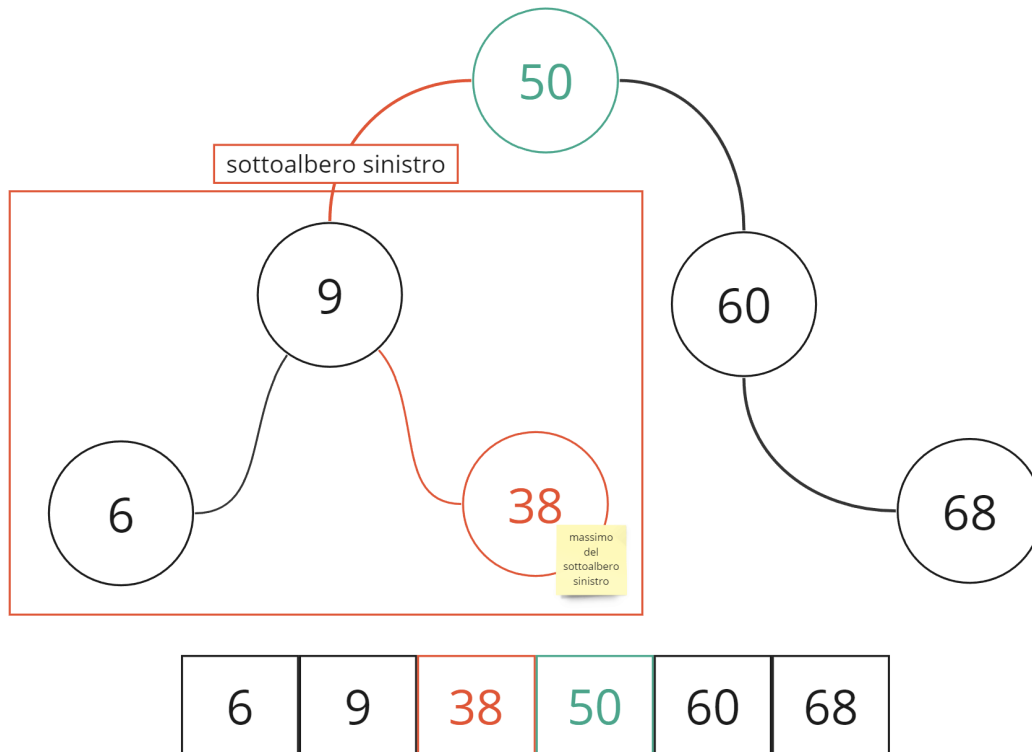 50
sottoalbero sinistro
9
60
6
38
68
massimo
del
sottoalbero
sinistro
6 9 38 50 60 68